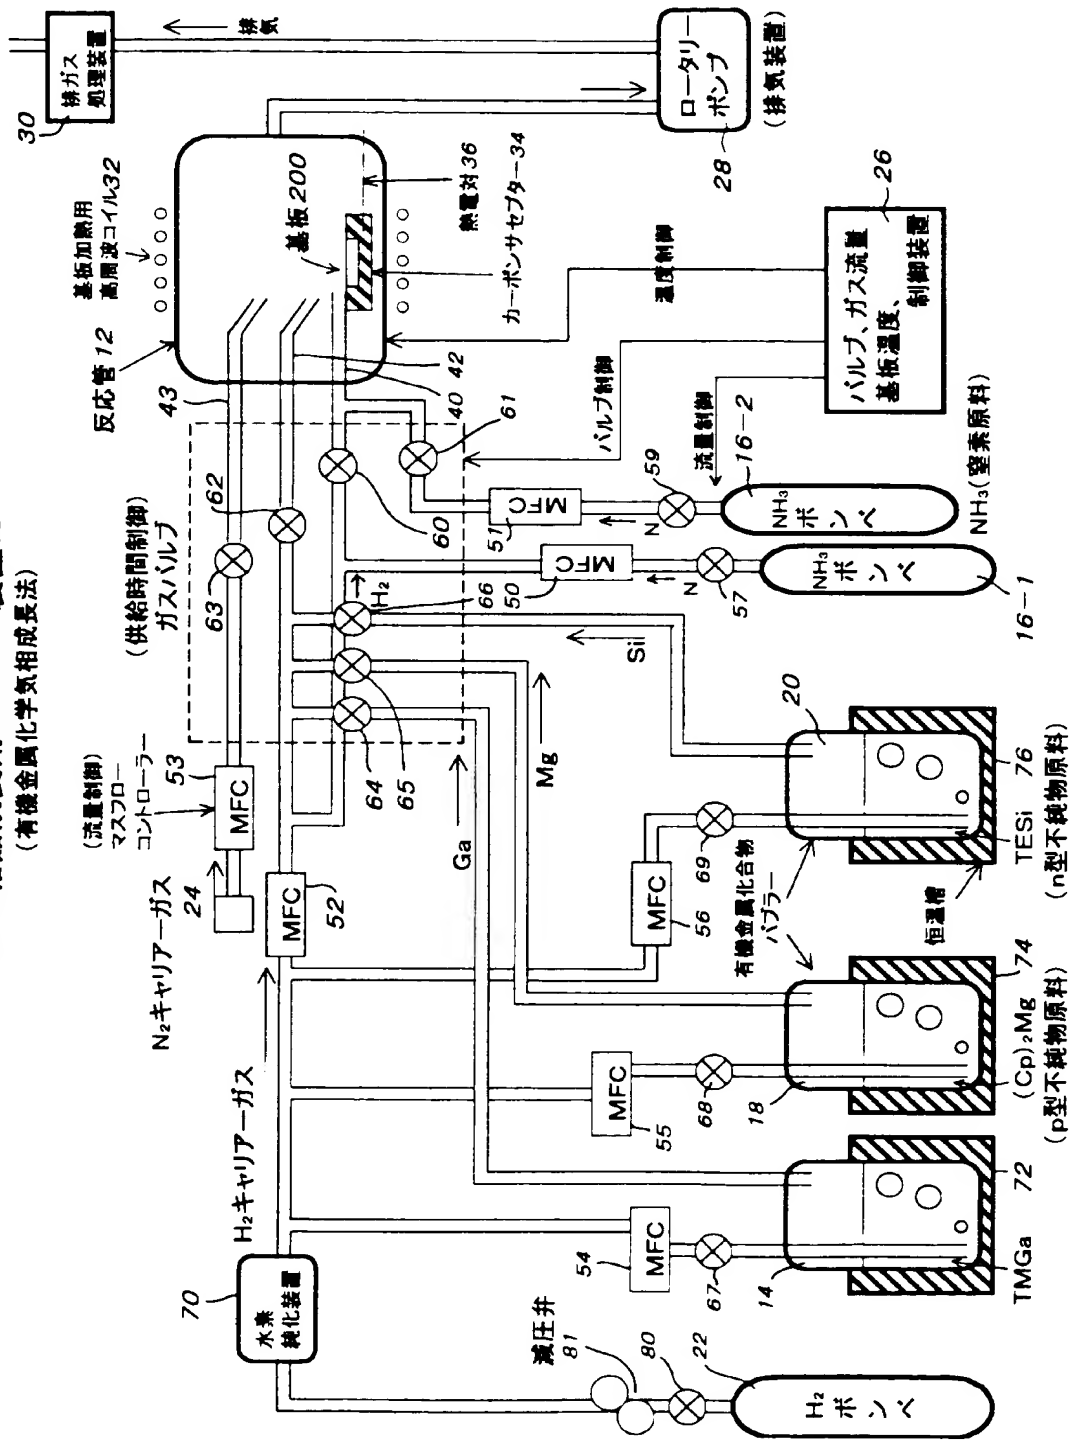 (有機金属化学気相成長法)
排ガス
処理装置
30
排気
基板加熱用
高周波コイル32
反応管12
基板200
熱電対36
カーボンサセプター34
ロータリー
ポンプ
28
(排気装置)
43
42
40
温度制御
26
バルブ、ガス流量
基板温度、
制御装置
バルブ制御
流量制御
(供給時間制御)
ガスバルブ
62
63
60
61
59
MFC
51
N
16-2
NH₃
ボンベ
NH₃(窒素原料)
MFC
50
N
57
NH₃
ボンベ
16-1
H₂
66
65
64
Si
Mg
Ga
(流量制御)
マスフロー
コントローラー
53
MFC
24
N₂キャリアーガス
MFC
52
H₂キャリアーガス
70
水素
純化装置
減圧弁
81
80
22
H₂
ボンベ
MFC
54
67
14
72
TMGa
MFC
55
68
18
74
(Cp)₂Mg
(p型不純物原料)
MFC
56
69
有機金属化合物
バブラー
恒温槽
20
76
TESi
(n型不純物原料)